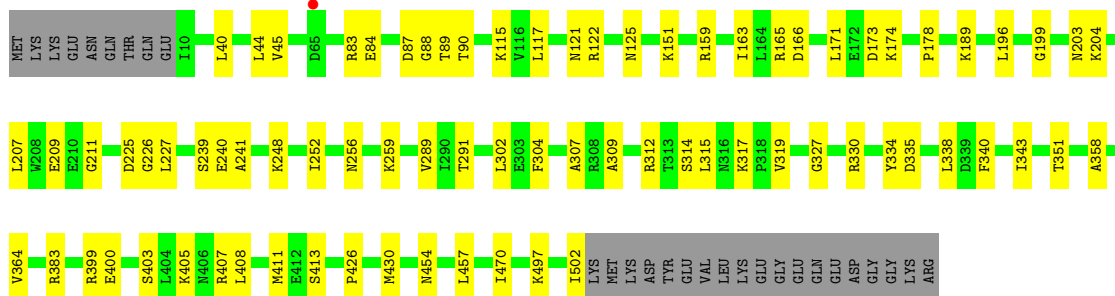 MET LYS LYS GLU ASN GLN THR GLN GLU I10 L40 L44 V45 D65 R83 E84 D87 G88 T89 T90 K115 V116 L117 N121 R122 N125 K151 R159 I163 L164 R165 D166 L171 E172 D173 K174 P178 K189 L196 G199 N203 K204
L207 W208 E209 E210 G211 D225 G226 L227 S239 E240 A241 K248 I252 N256 K259 V289 I290 T291 L302 E303 F304 A307 R308 A309 R312 T313 S314 L315 N316 K317 P318 V319 G327 R330 Y334 D335 L338 D339 F340 I343 T351 A358
V364 R383 R399 E400 S403 L404 K405 N406 R407 L408 M411 E412 S413 P426 M430 N454 L457 I470 K497 I502 LYS MET LYS ASP TYR GLU VAL LEU LYS GLU GLY GLU GLN GLU ASP GLY GLY LYS ARG